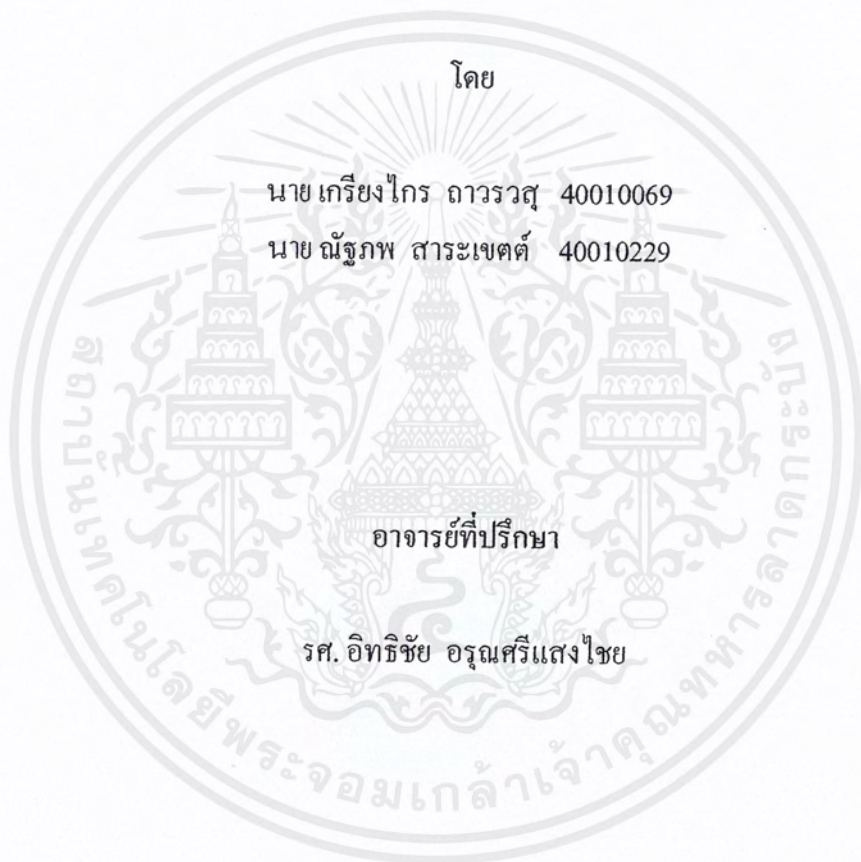 โดย
นาย เกรียงไกร ถาวรวสุ 40010069
นาย ณัฐภพ สาระเขตต์ 40010229
อาจารย์ที่ปรึกษา
รศ. อิทธิชัย อรุณศรีแสงไชย
สถาบันเทคโนโลยีพระจอมเกล้าเจ้าคุณทหารลาดกระบัง